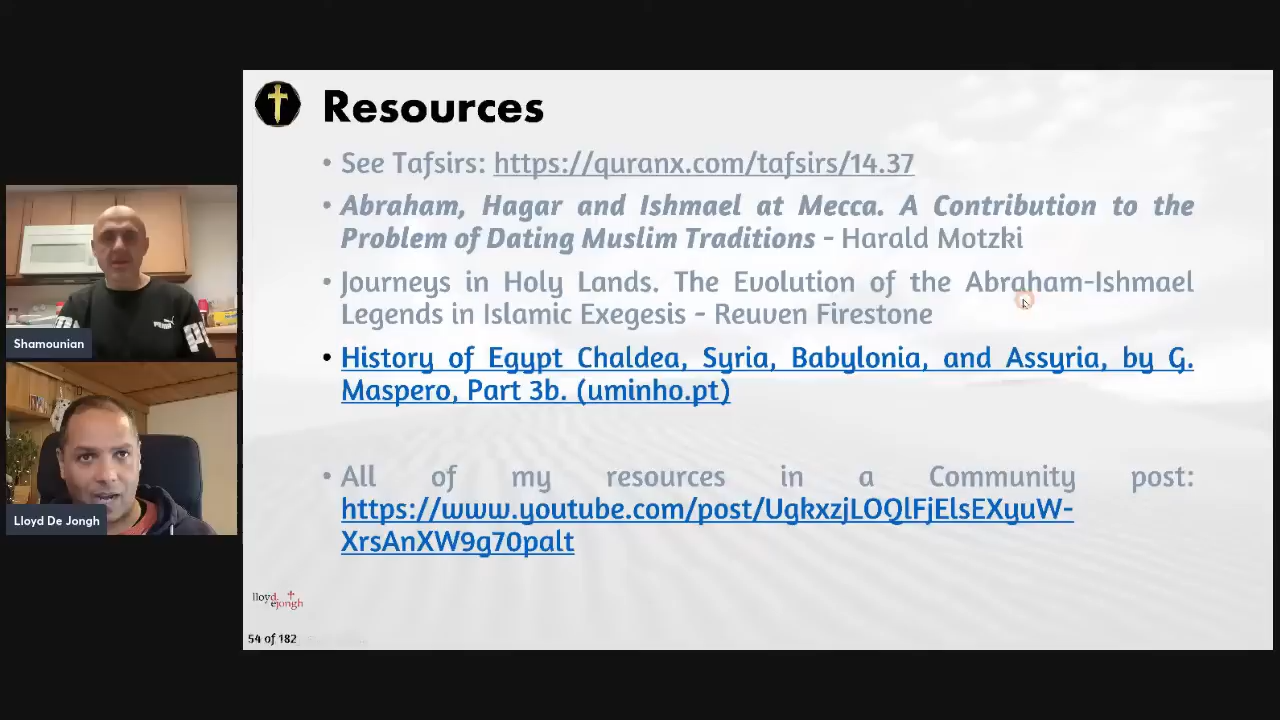 Resources
• See Tafsirs: https://quranx.com/tafsirs/14.37
• Abraham, Hagar and Ishmael at Mecca. A Contribution to the
Problem of Dating Muslim Traditions - Harald Motzki
• Journeys in Holy Lands. The Evolution of the Abraham-Ishmael
Legends in Islamic Exegesis - Reuven Firestone
• History of Egypt Chaldea, Syria, Babylonia, and Assyria, by G.
Maspero, Part 3b. (uminho.pt)
• All of my resources in a Community post:
https://www.youtube.com/post/UgkxzjLOQlFjElsEXyuW-
XrsAnXW9g70palt
Shamounian
Lloyd De Jongh
lloyd
ejongh
54 of 182